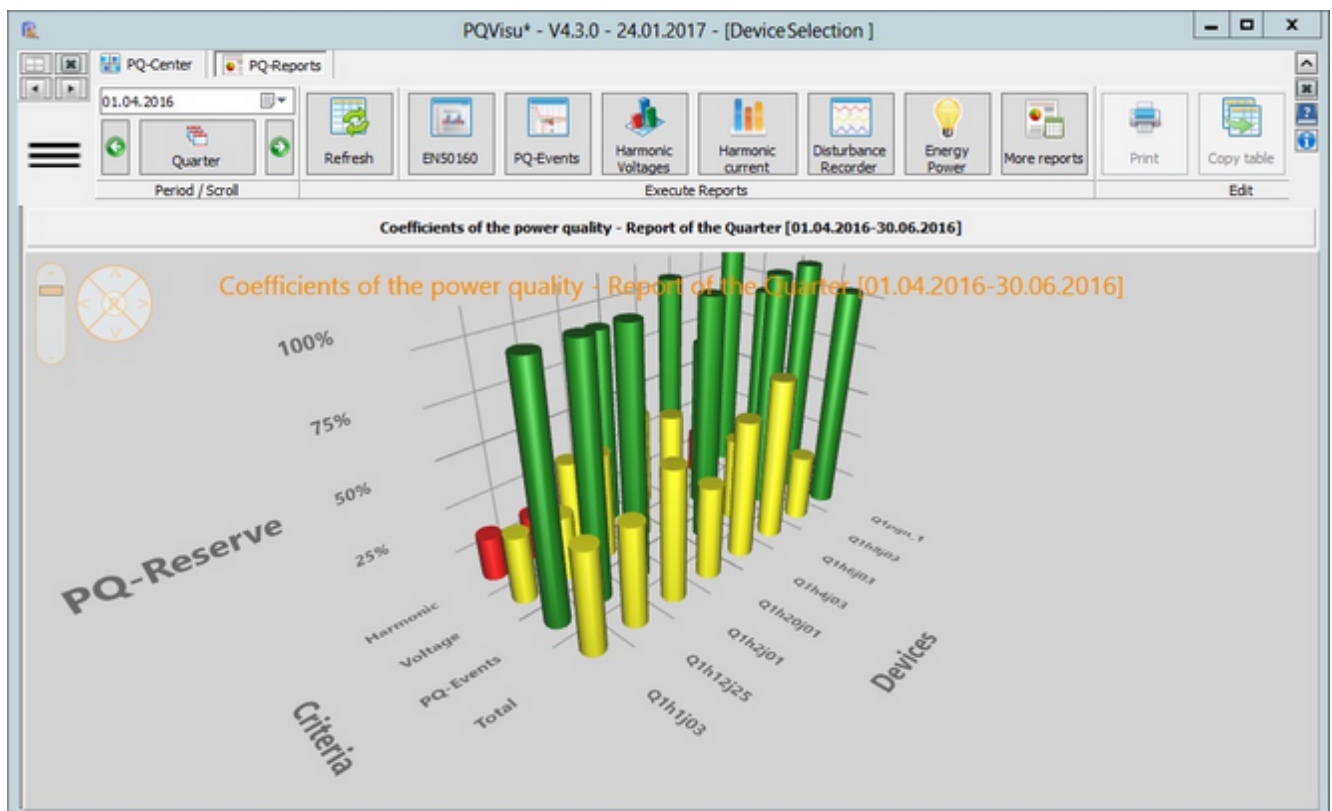 PQVisu* - V4.3.0 - 24.01.2017 - [DeviceSelection ]
PQ-Center
PQ-Reports
01.04.2016
Quarter
Refresh
EN50160
PQ-Events
Harmonic Voltages
Harmonic current
Disturbance Recorder
Energy Power
More reports
Print
Copy table
Period / Scroll
Execute Reports
Edit
Coefficients of the power quality - Report of the Quarter [01.04.2016-30.06.2016]
Coefficients of the power quality - Report of the Quarter [01.04.2016-30.06.2016]
100%
75%
50%
25%
PQ-Reserve
Harmonic
Voltage
PQ-Events
Total
Criteria
Q1h8j03
Q1h6j03
Q1h4j03
Q1h20j01
Q1h2j01
Q1h12j25
Q1h1j03
Devices